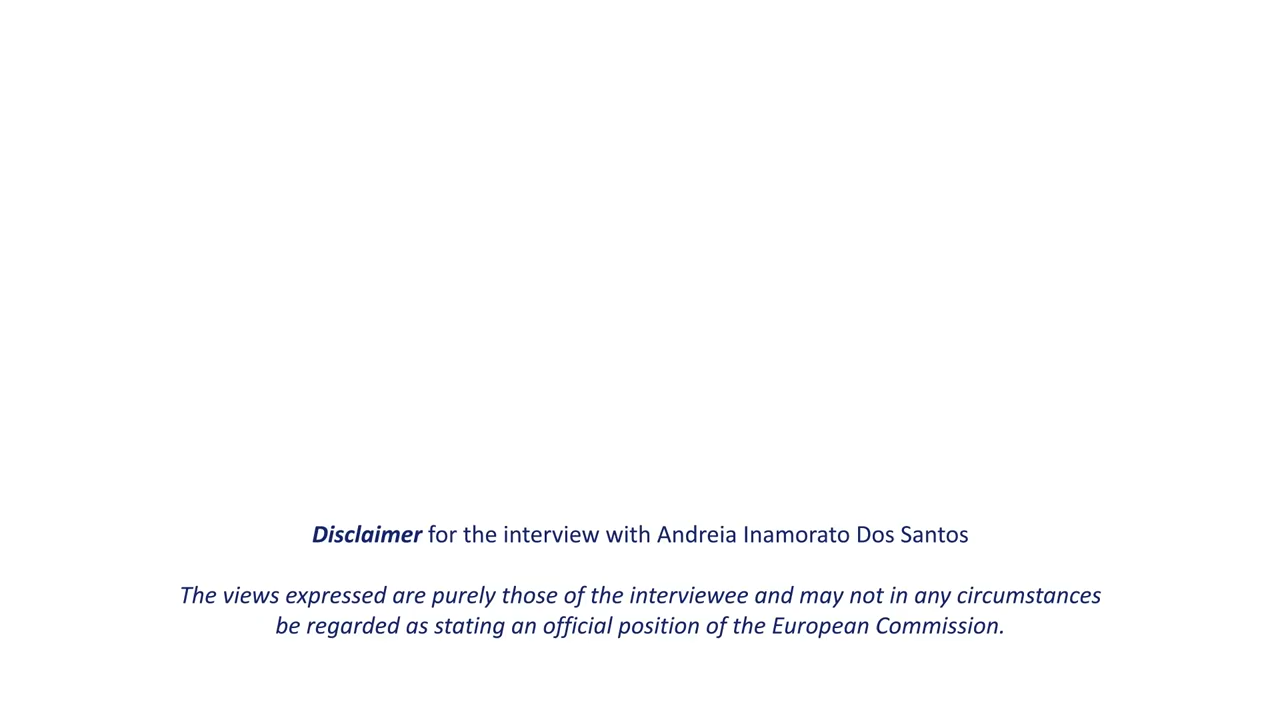 Disclaimer for the interview with Andreia Inamorato Dos Santos
The views expressed are purely those of the interviewee and may not in any circumstances
be regarded as stating an official position of the European Commission.